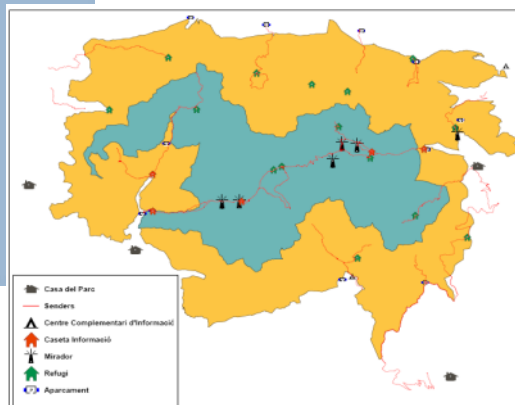 Casa del Parc
Senders
Centre Complementari d'Informació
Caseta Informació
Mirador
Refugi
Aparcament